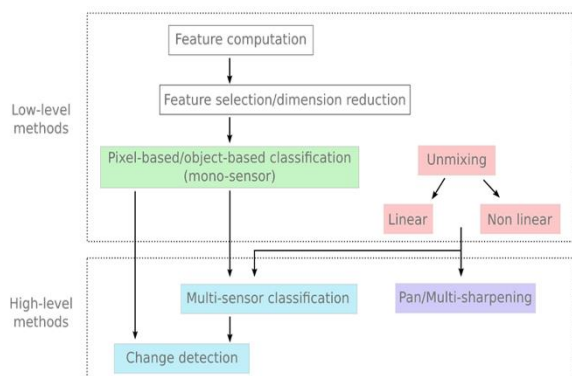 Feature computation
Low-level
methods
Feature selection/dimension reduction
Pixel-based/object-based classification
(mono-sensor)
Unmixing
Linear
Non linear
High-level
methods
Multi-sensor classification
Pan/Multi-sharpening
Change detection